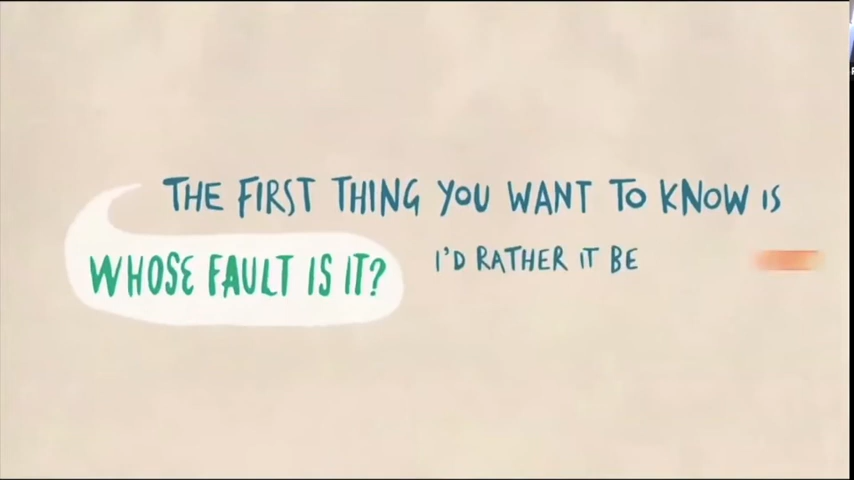 THE FIRST THING YOU WANT TO KNOW IS
WHOSE FAULT IS IT? I'D RATHER IT BE